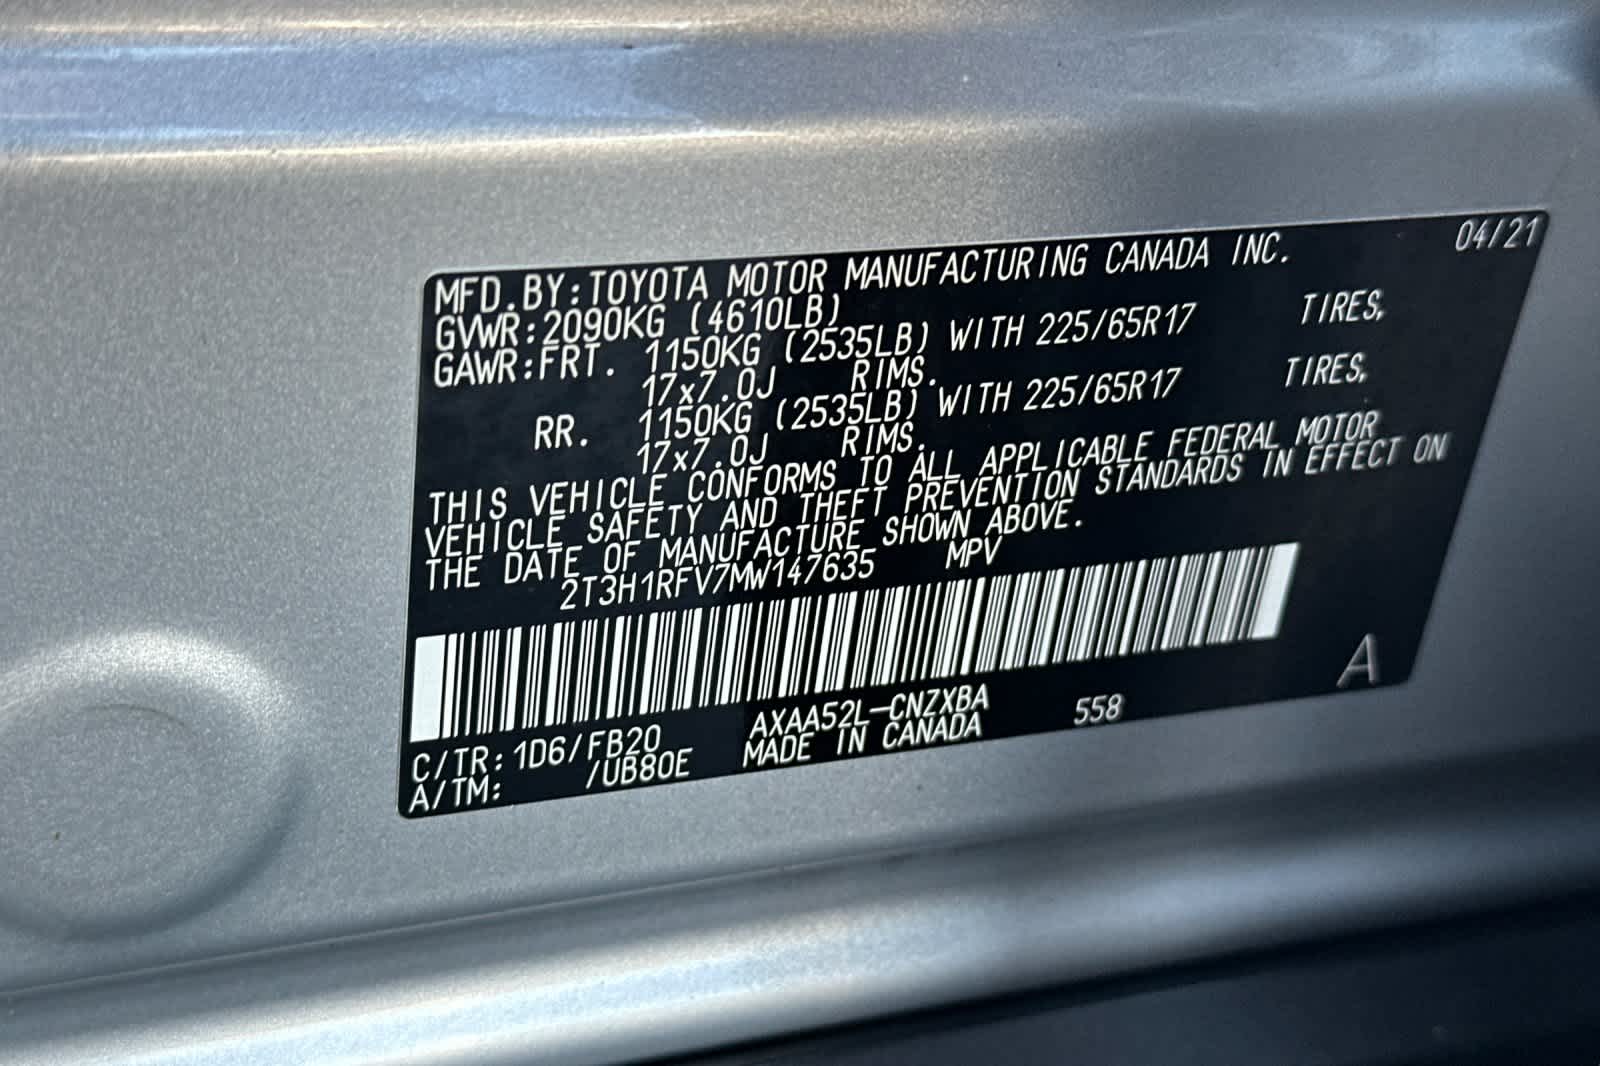 04/21
MFD.BY:TOYOTA MOTOR MANUFACTURING CANADA INC.
GVWR:2090KG (4610LB)
GAWR:FRT. 1150KG (2535LB) WITH 225/65R17 TIRES,
17x7.0J RIMS.
RR. 1150KG (2535LB) WITH 225/65R17 TIRES,
17x7.0J RIMS.
THIS VEHICLE CONFORMS TO ALL APPLICABLE FEDERAL MOTOR
VEHICLE SAFETY AND THEFT PREVENTION STANDARDS IN EFFECT ON
THE DATE OF MANUFACTURE SHOWN ABOVE.
2T3H1RFV7MW147635 MPV
A
AXAA52L-CNZXBA 558
C/TR:1D6/FB20 MADE IN CANADA
A/TM: /UB80E